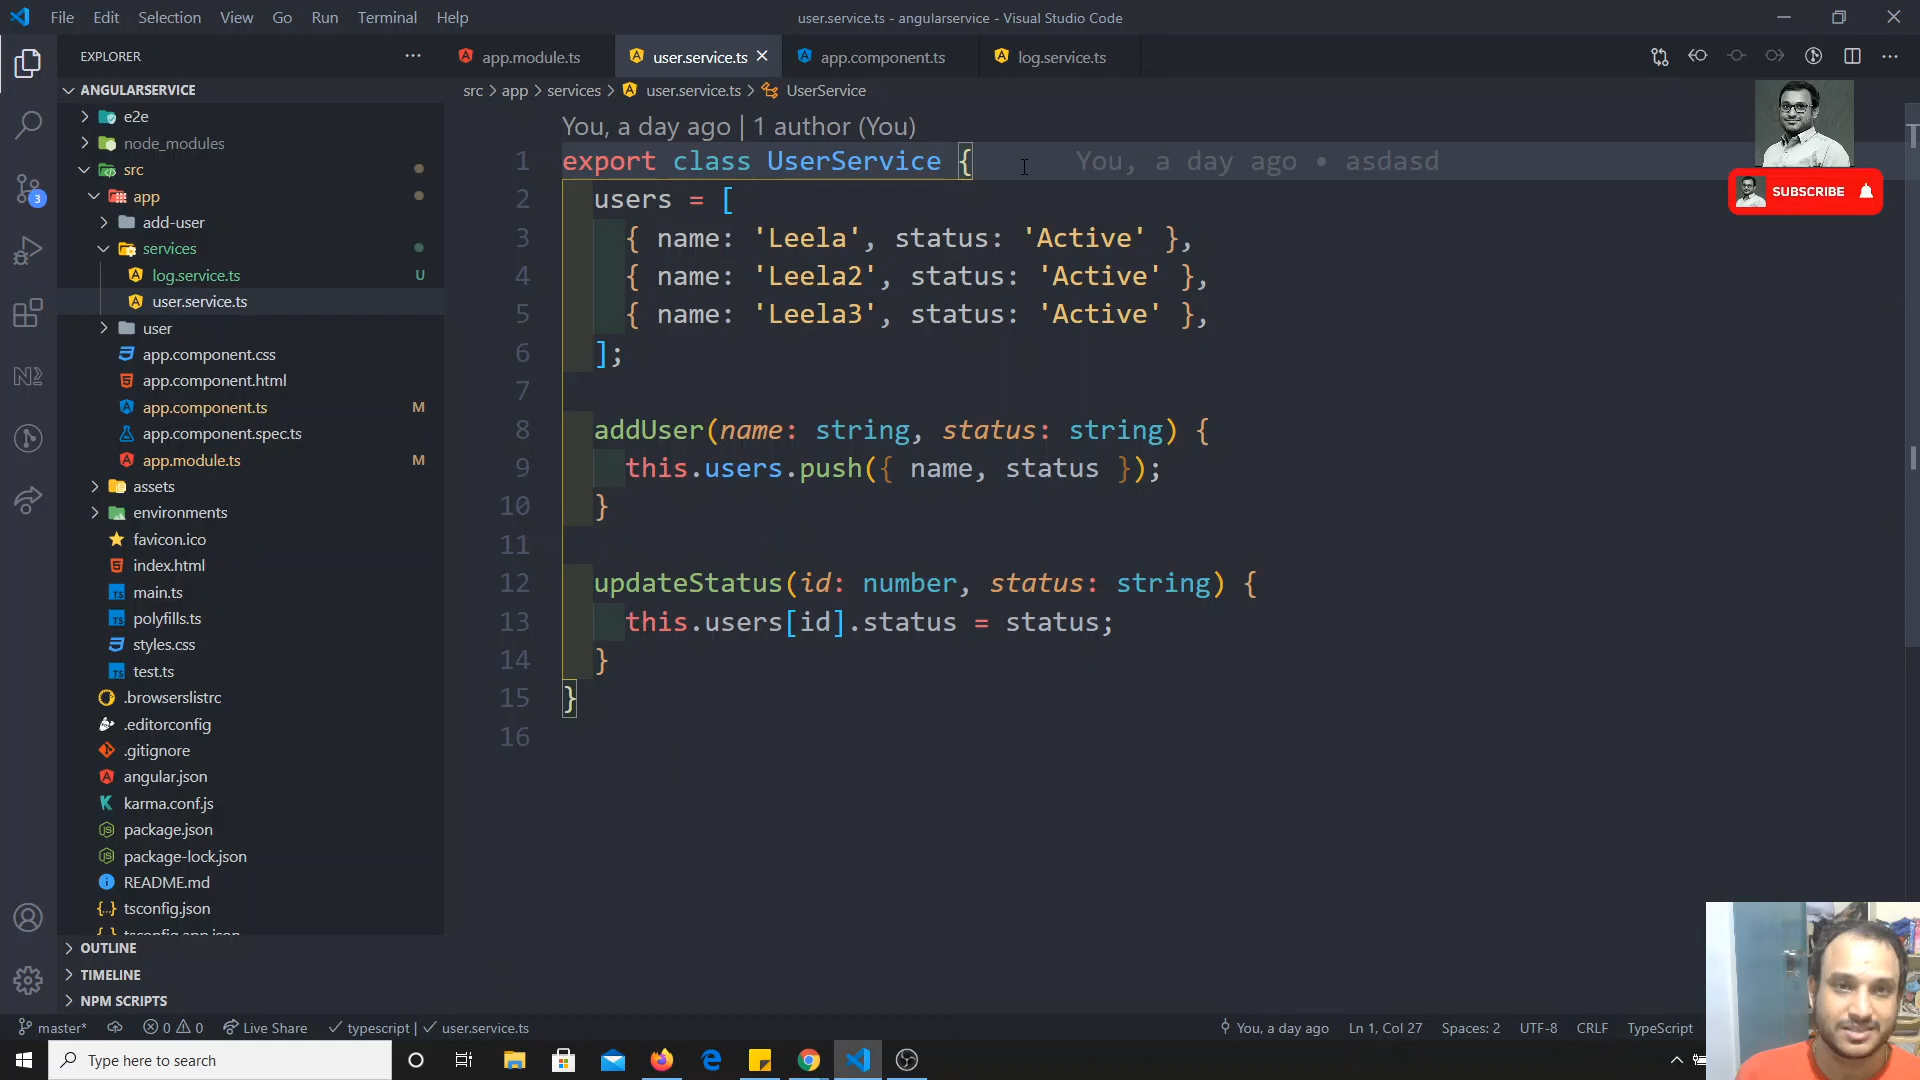 File Edit Selection View Go Run Terminal Help
user.service.ts - angularservice - Visual Studio Code
EXPLORER
app.module.ts
user.service.ts
app.component.ts
log.service.ts
ANGULARSERVICE
src > app > services > user.service.ts > UserService
e2e
node_modules
src
app
add-user
services
log.service.ts U
user.service.ts
user
app.component.css
app.component.html
app.component.ts M
app.component.spec.ts
app.module.ts M
assets
environments
favicon.ico
index.html
main.ts
polyfills.ts
styles.css
test.ts
.browserslistrc
.editorconfig
.gitignore
angular.json
karma.conf.js
package.json
package-lock.json
README.md
tsconfig.json
tsconfig.app.json
OUTLINE
TIMELINE
NPM SCRIPTS
3
You, a day ago | 1 author (You)
1 export class UserService { You, a day ago • asdasd
2 users = [
3 { name: 'Leela', status: 'Active' },
4 { name: 'Leela2', status: 'Active' },
5 { name: 'Leela3', status: 'Active' },
6 ];
7
8 addUser(name: string, status: string) {
9 this.users.push({ name, status });
10 }
11
12 updateStatus(id: number, status: string) {
13 this.users[id].status = status;
14 }
15 }
16
SUBSCRIBE
master* 0 0 Live Share typescript | user.service.ts
You, a day ago Ln 1, Col 27 Spaces: 2 UTF-8 CRLF TypeScript
Type here to search